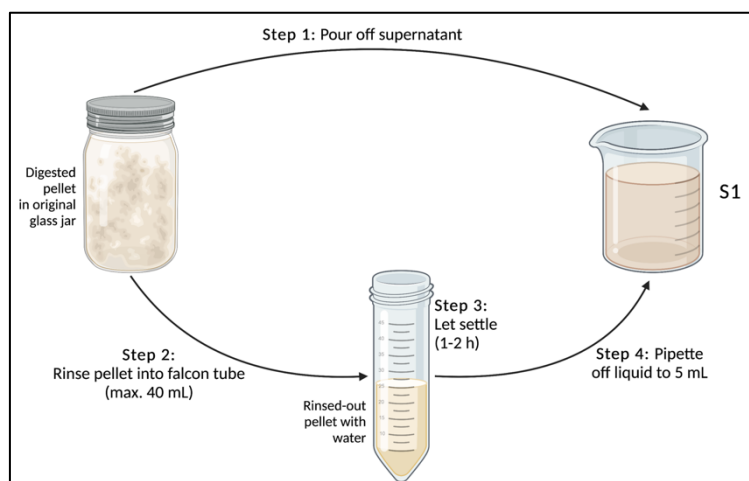 Step 1: Pour off supernatant
Digested
pellet
in original
glass jar
S1
Step 2:
Rinse pellet into falcon tube
(max. 40 mL)
Step 3:
Let settle
(1-2 h)
Rinsed-out
pellet with
water
Step 4: Pipette
off liquid to 5 mL